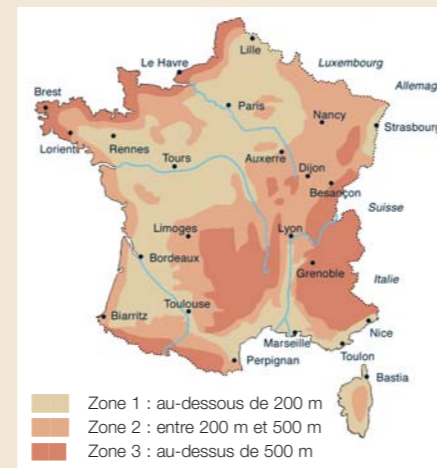 Lille
Luxembourg
Le Havre
Allemag
Brest
Paris
Nancy
Strasbourg
Lorient
Rennes
Auxerre
Tours
Dijon
Besançon
Suisse
Limoges
Lyon
Bordeaux
Grenoble
Italie
Toulouse
Biarritz
Nice
Marseille
Toulon
Perpignan
Bastia
Zone 1 : au-dessous de 200 m
Zone 2 : entre 200 m et 500 m
Zone 3 : au-dessus de 500 m